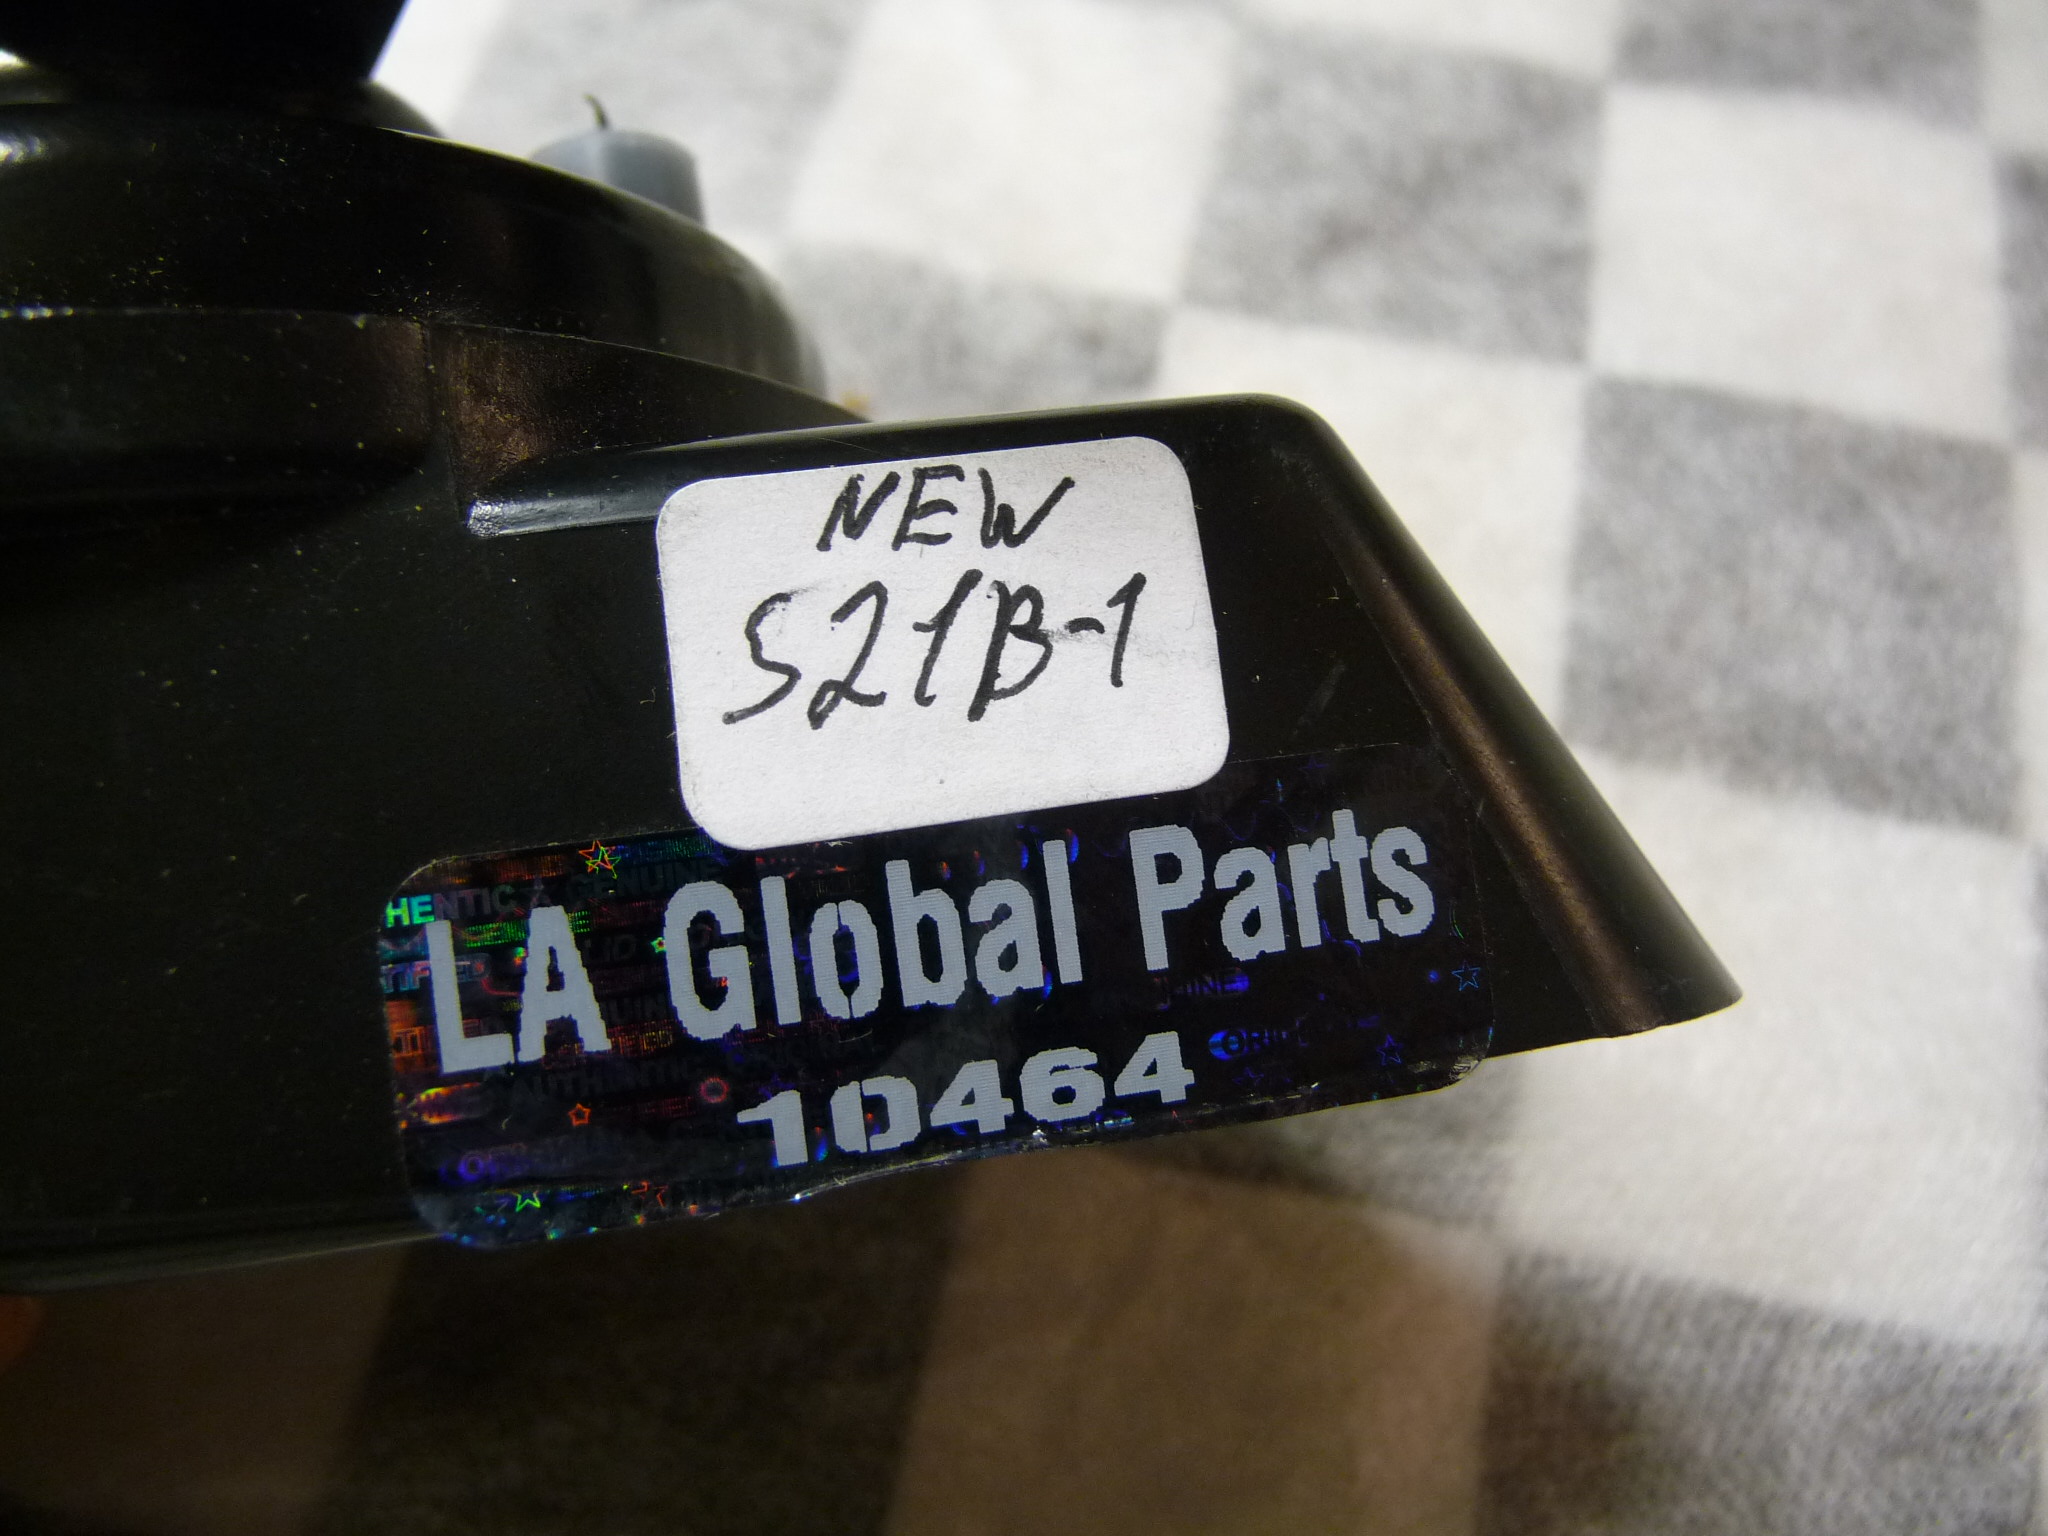 NEW
S21B-1
LA Global Parts
10464